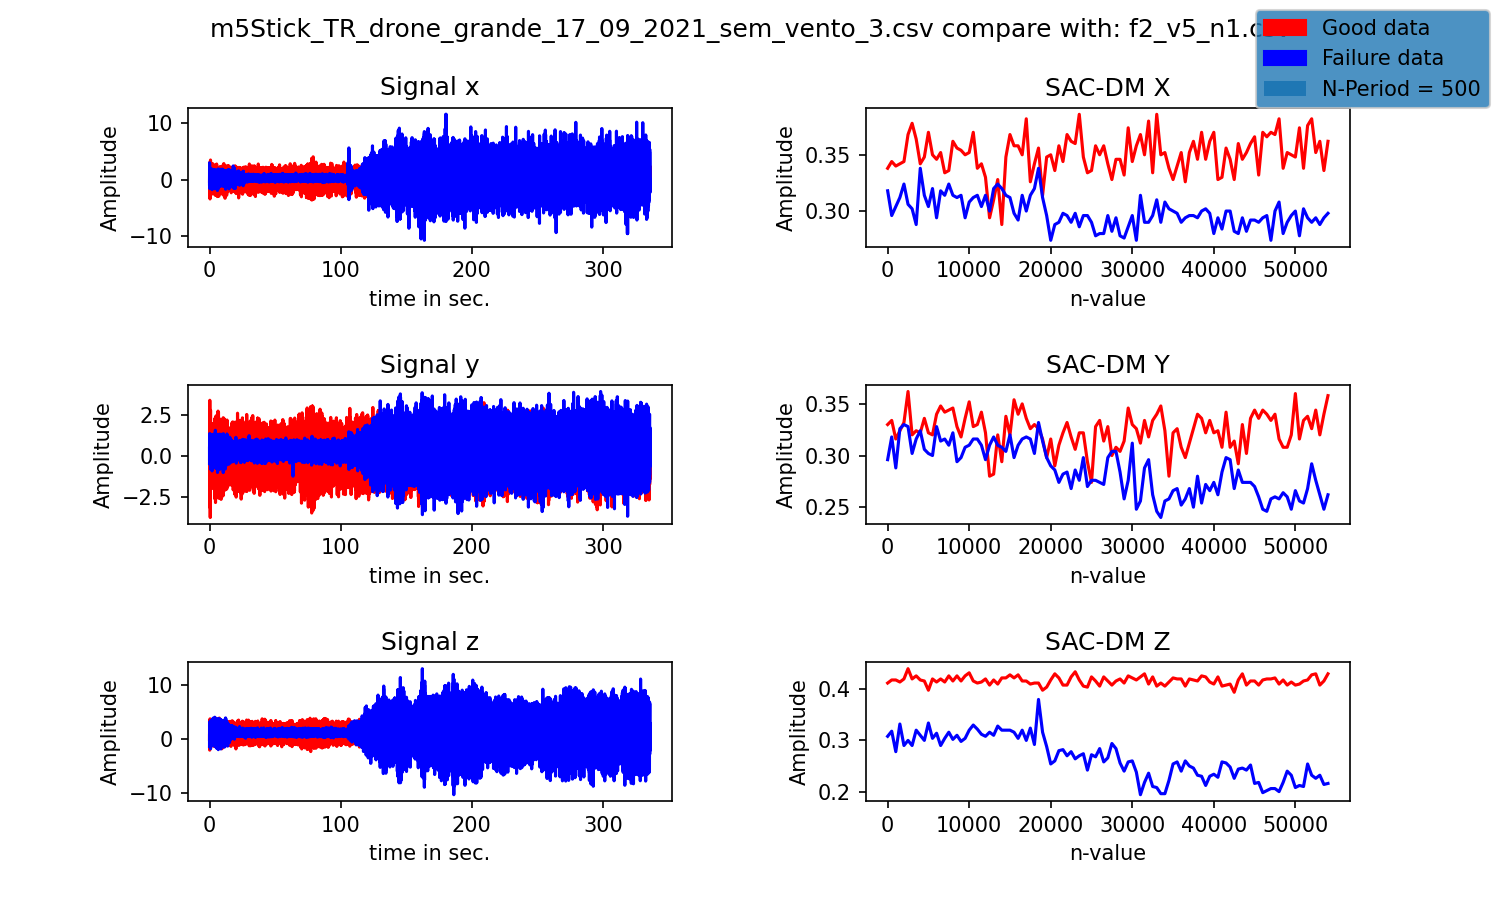 m5Stick_TR_drone_grande_17_09_2021_sem_vento_3.csv compare with: f2_v5_n1.csv
Good data
Failure data
N-Period = 500
Signal x
Amplitude
10
0
−10
0 100 200 300
time in sec.
SAC-DM X
Amplitude
0.35
0.30
0 10000 20000 30000 40000 50000
n-value
Signal y
Amplitude
2.5
0.0
−2.5
0 100 200 300
time in sec.
SAC-DM Y
Amplitude
0.35
0.30
0.25
0 10000 20000 30000 40000 50000
n-value
Signal z
Amplitude
10
0
−10
0 100 200 300
time in sec.
SAC-DM Z
Amplitude
0.4
0.3
0.2
0 10000 20000 30000 40000 50000
n-value